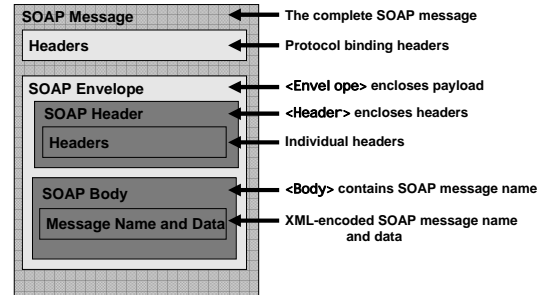 SOAP Message
The complete SOAP message
Headers
Protocol binding headers
SOAP Envelope
<Envel ope> encloses payload
SOAP Header
<Header> encloses headers
Headers
Individual headers
SOAP Body
<Body> contains SOAP message name
Message Name and Data
XML-encoded SOAP message name
and data